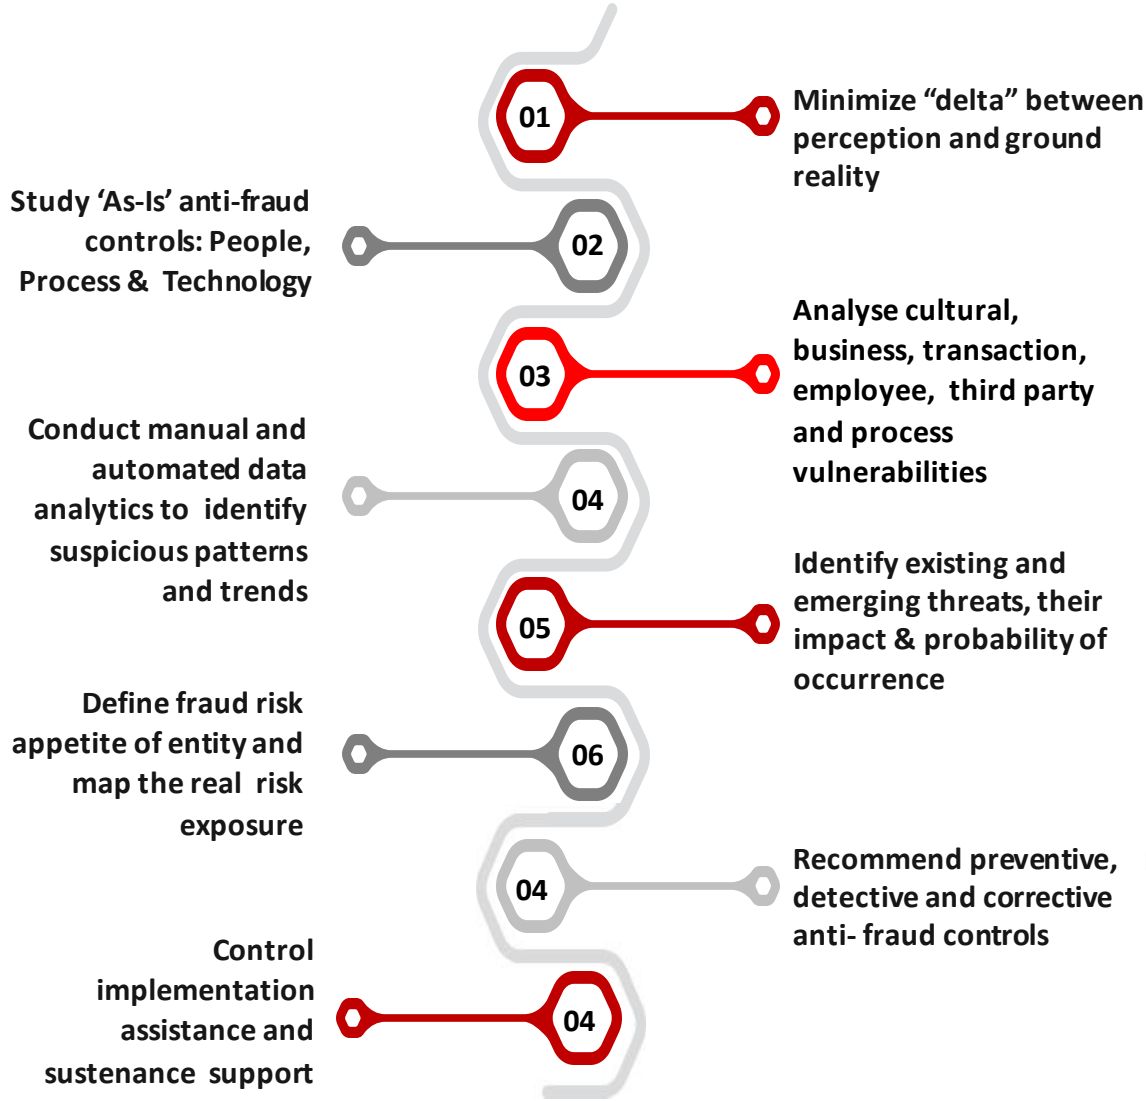 01
Minimize “delta” between
perception and ground
reality
Study ‘As-Is’ anti-fraud
controls: People,
Process & Technology
02
03
Analyse cultural,
business, transaction,
employee, third party
and process
vulnerabilities
Conduct manual and
automated data
analytics to identify
suspicious patterns
and trends
04
05
Identify existing and
emerging threats, their
impact & probability of
occurrence
Define fraud risk
appetite of entity and
map the real risk
exposure
06
04
Recommend preventive,
detective and corrective
anti- fraud controls
Control
implementation
assistance and
sustenance support
04